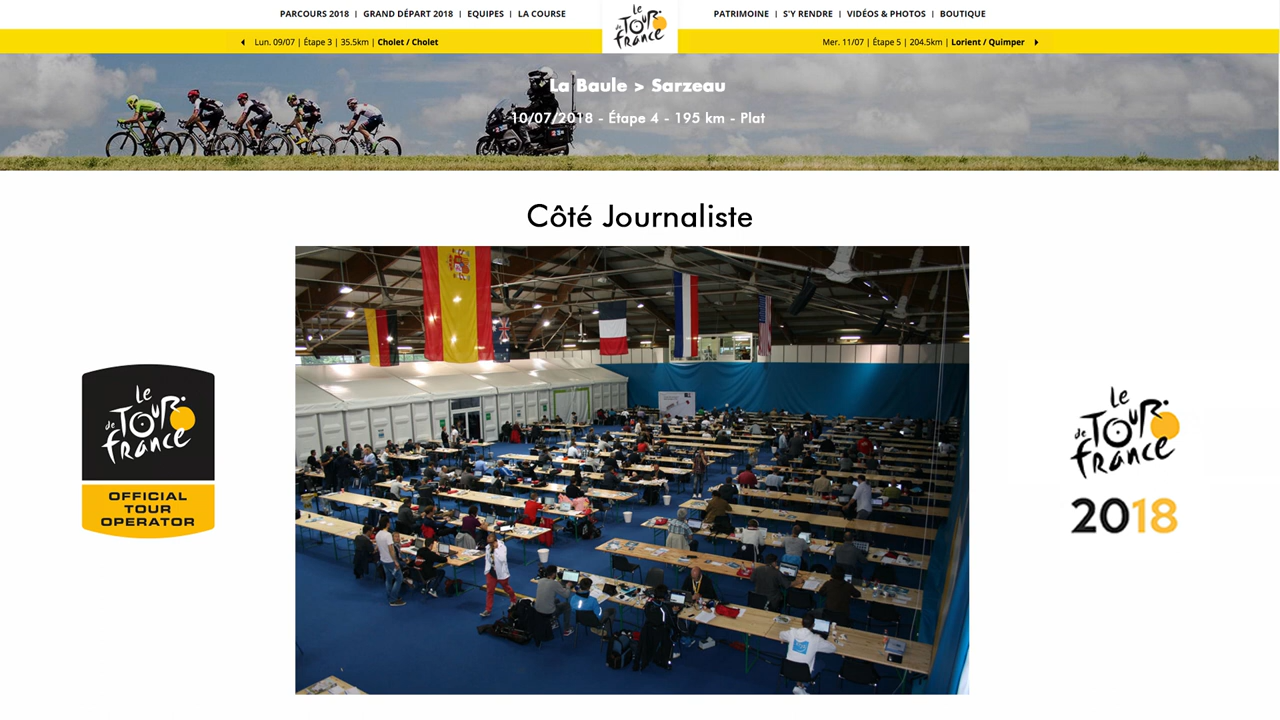 PARCOURS 2018 | GRAND DÉPART 2018 | EQUIPES | LA COURSE
le TOUR de france
PATRIMOINE | S'Y RENDRE | VIDÉOS & PHOTOS | BOUTIQUE
Lun. 09/07 | Étape 3 | 35.5km | Cholet / Cholet
Mer. 11/07 | Étape 5 | 204.5km | Lorient / Quimper
La Baule > Sarzeau
10/07/2018 - Étape 4 - 195 km - Plat
Côté Journaliste
le
TOUR
de
france
OFFICIAL
TOUR
OPERATOR
le
TOUR
de
france
2018